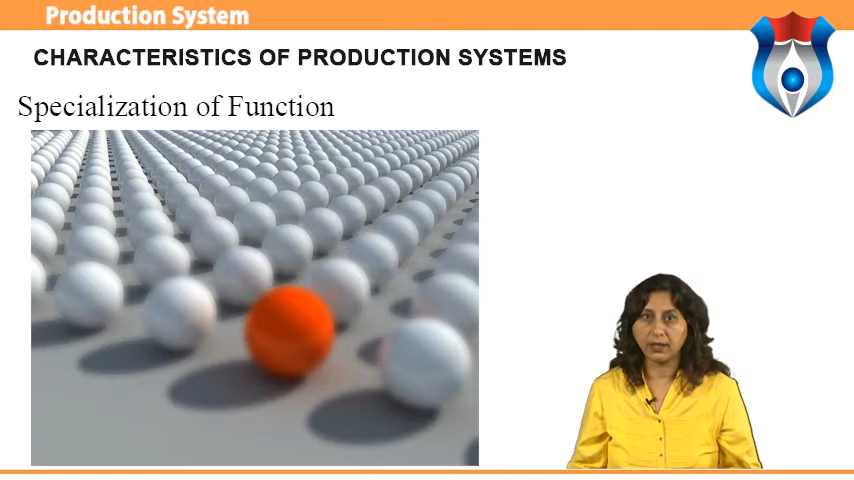 Production System
CHARACTERISTICS OF PRODUCTION SYSTEMS
Specialization of Function